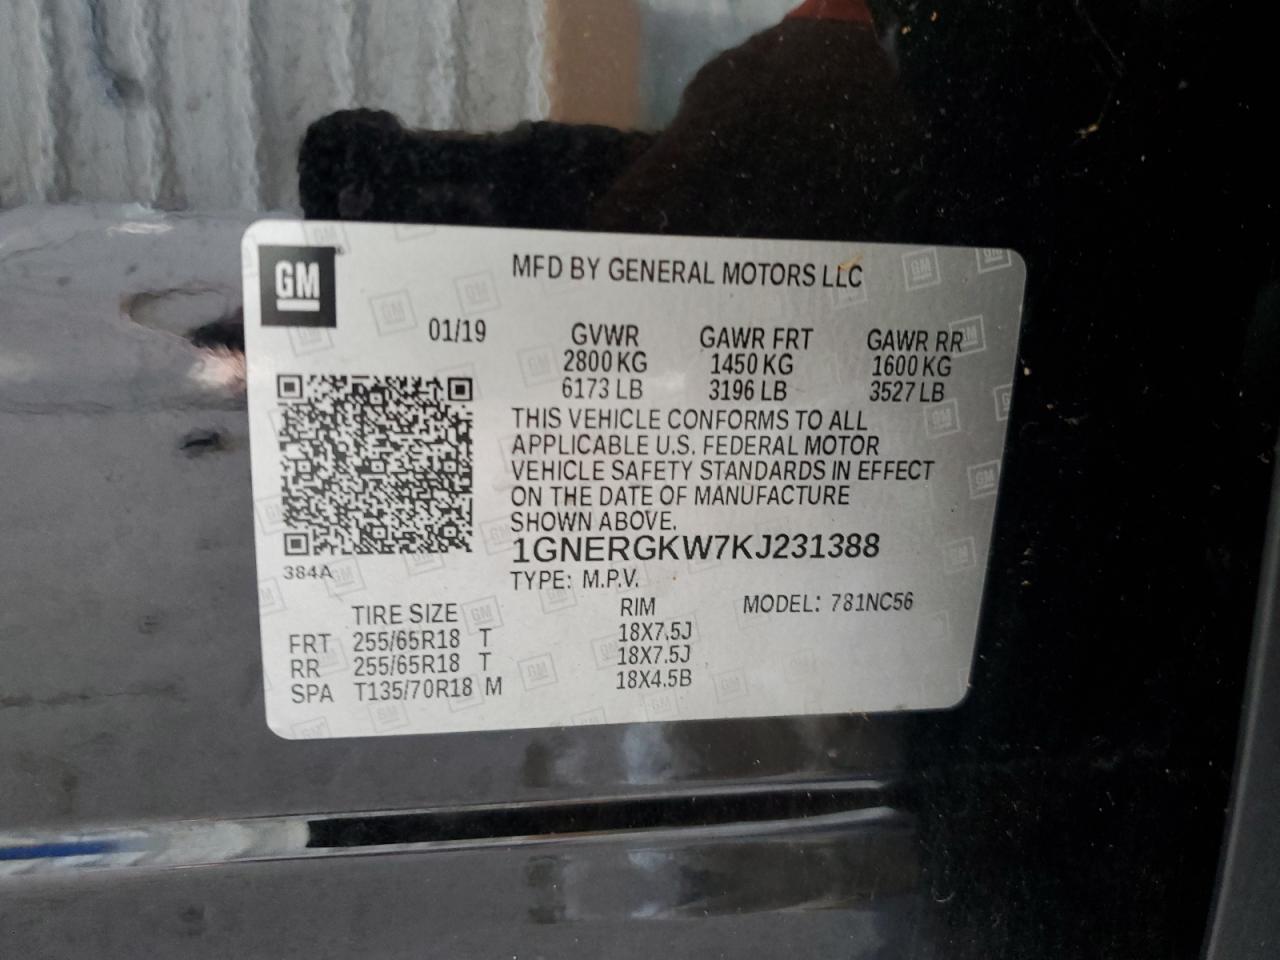 GM
MFD BY GENERAL MOTORS LLC
01/19 GVWR GAWR FRT GAWR RR
2800 KG 1450 KG 1600 KG
6173 LB 3196 LB 3527 LB
THIS VEHICLE CONFORMS TO ALL
APPLICABLE U.S. FEDERAL MOTOR
VEHICLE SAFETY STANDARDS IN EFFECT
ON THE DATE OF MANUFACTURE
SHOWN ABOVE.
1GNERGKW7KJ231388
384A
TYPE: M.P.V.
TIRE SIZE RIM MODEL: 781NC56
FRT 255/65R18 T 18X7.5J
RR 255/65R18 T 18X7.5J
SPA T135/70R18 M 18X4.5B